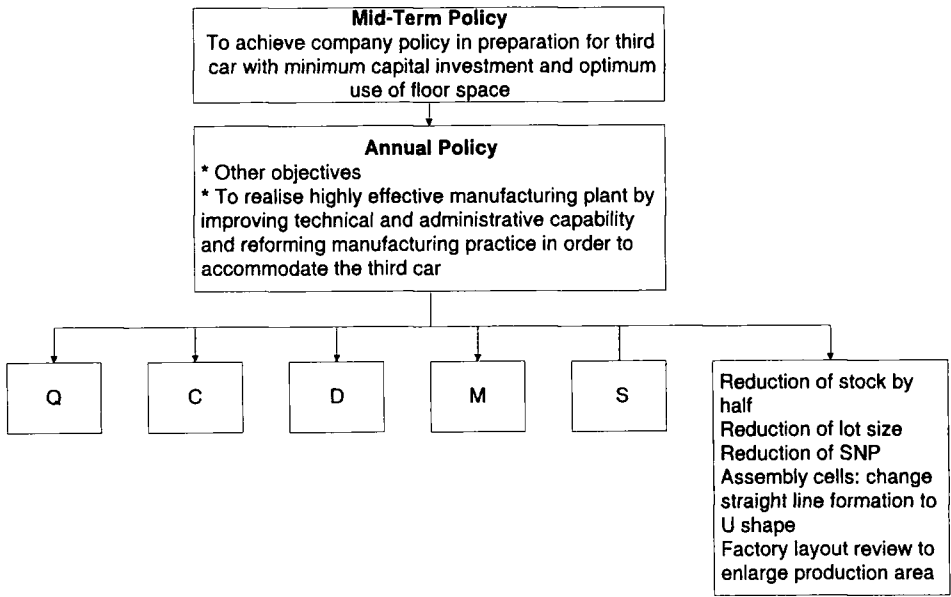 Mid-Term Policy
To achieve company policy in preparation for third
car with minimum capital investment and optimum
use of floor space
Annual Policy
* Other objectives
* To realise highly effective manufacturing plant by
improving technical and administrative capability
and reforming manufacturing practice in order to
accommodate the third car
Q
C
D
M
S
Reduction of stock by
half
Reduction of lot size
Reduction of SNP
Assembly cells: change
straight line formation to
U shape
Factory layout review to
enlarge production area